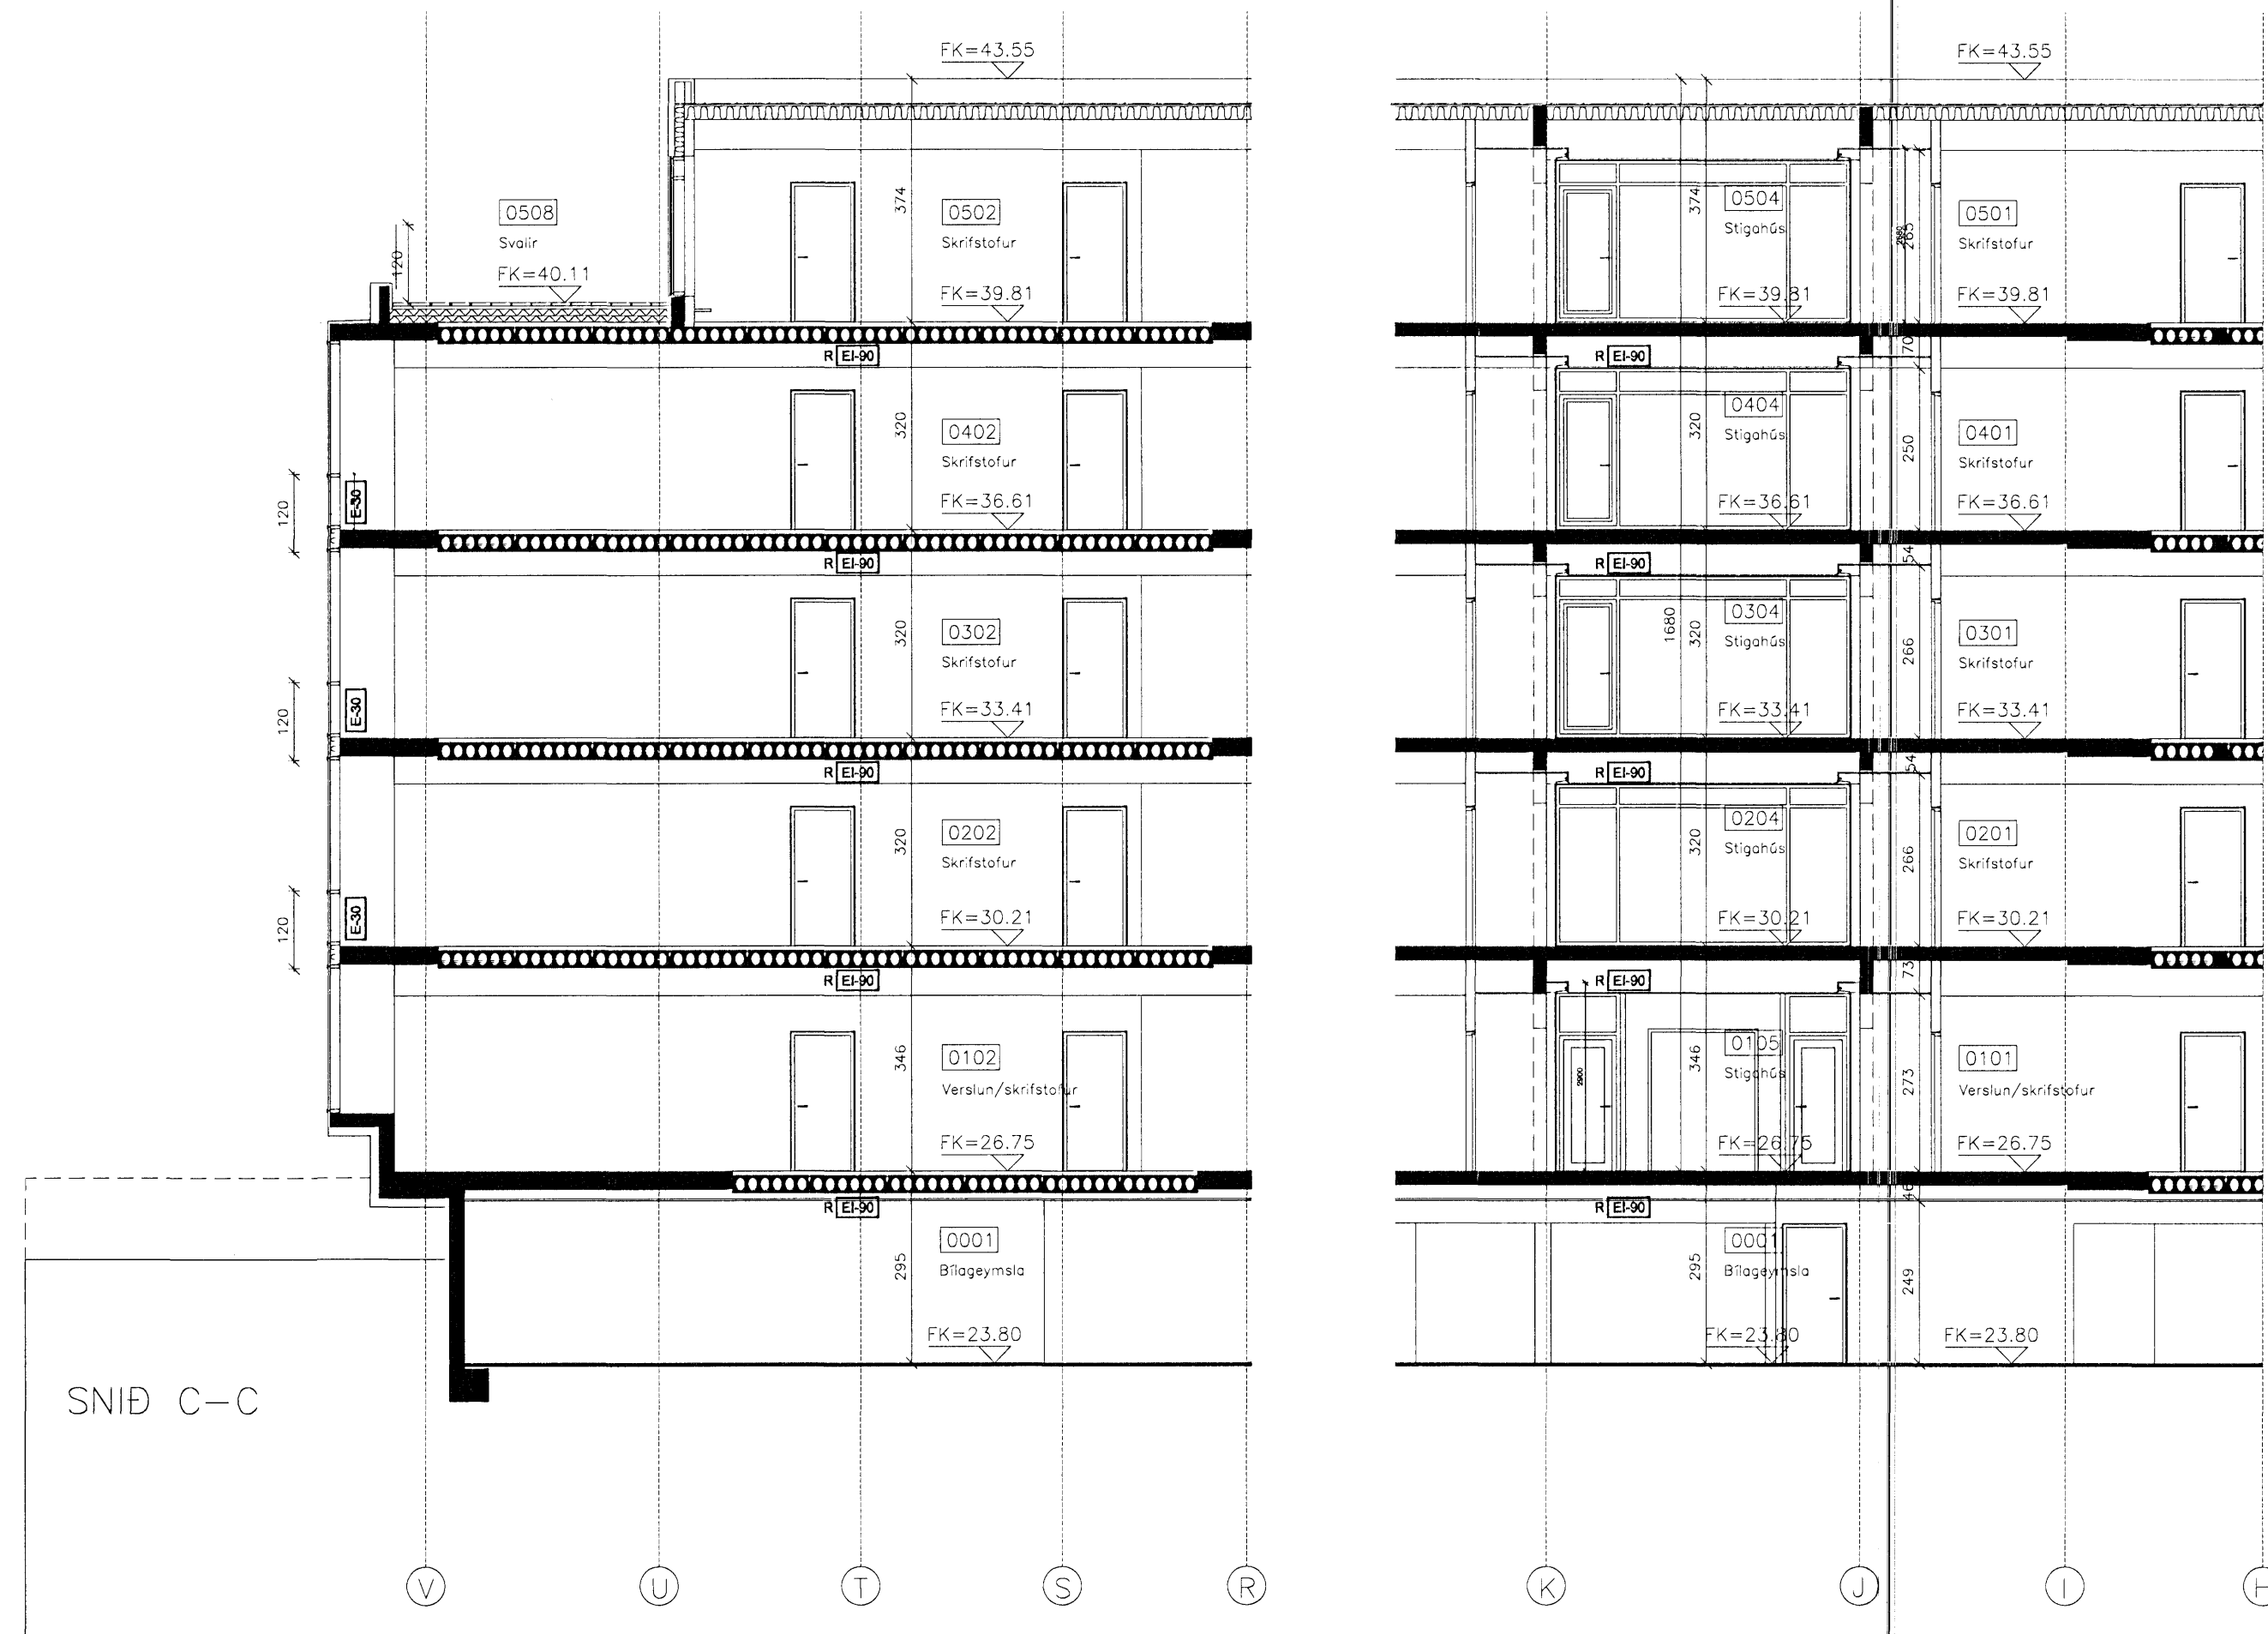 FK=43.55
FK=43.55
0508
Svalir
FK=40.11
120
374
0502
Skrifstofur
FK=39.81
374
0504
Stigahús
FK=39.81
265
0501
Skrifstofur
FK=39.81
R EI-90
R EI-90
70
320
0402
Skrifstofur
FK=36.61
320
0404
Stigahús
FK=36.61
250
0401
Skrifstofur
FK=36.61
120
E-30
R EI-90
R EI-90
54
320
0302
Skrifstofur
FK=33.41
1680
320
0304
Stigahús
FK=33.41
266
0301
Skrifstofur
FK=33.41
120
E-30
R EI-90
R EI-90
54
320
0202
Skrifstofur
FK=30.21
320
0204
Stigahús
FK=30.21
266
0201
Skrifstofur
FK=30.21
120
E-30
R EI-90
R EI-90
73
346
0102
Verslun/skrifstofur
FK=26.75
2900
346
0105
Stigahús
FK=26.75
273
0101
Verslun/skrifstofur
FK=26.75
R EI-90
R EI-90
46
295
0001
Bílageymsla
FK=23.80
295
0001
Bílageymsla
FK=23.80
249
FK=23.80
SNIÐ C-C
V U T S R K J I H